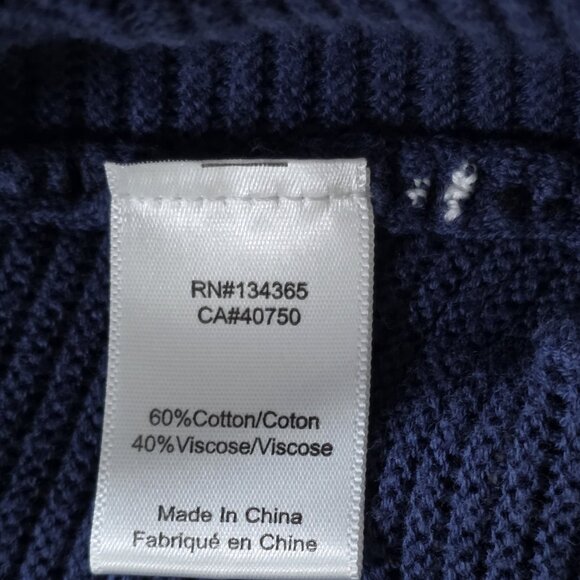 RN#134365
CA#40750
60%Cotton/Coton
40%Viscose/Viscose
Made In China
Fabriqué en Chine